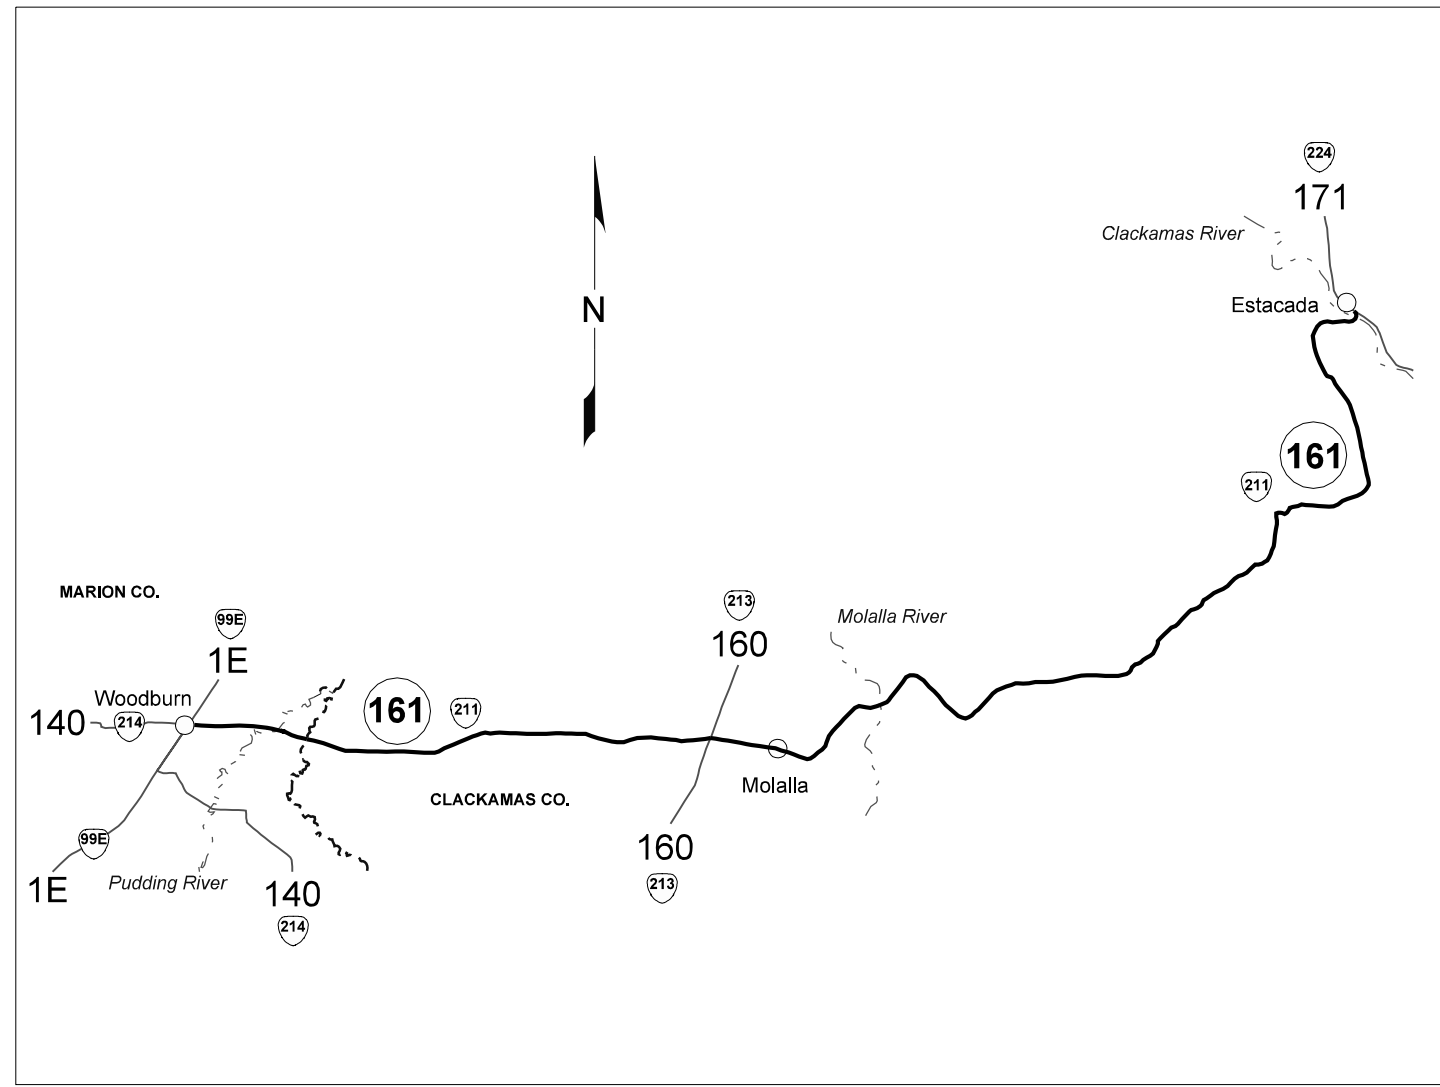 224
171
Clackamas River
Estacada
N
161
211
MARION CO.
99E
1E
213
160
Molalla River
Woodburn
140
214
161
211
Molalla
CLACKAMAS CO.
99E
1E
Pudding River
140
214
160
213